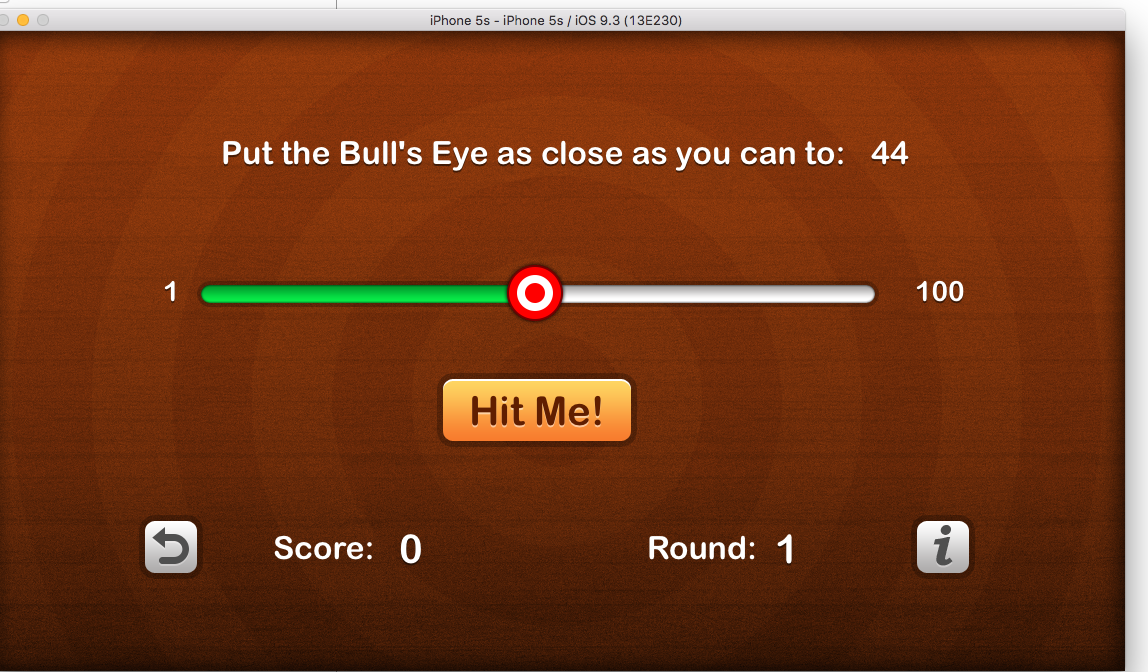 iPhone 5s - iPhone 5s / iOS 9.3 (13E230)
Put the Bull's Eye as close as you can to: 44
1 100
Hit Me!
Score: 0 Round: 1
i